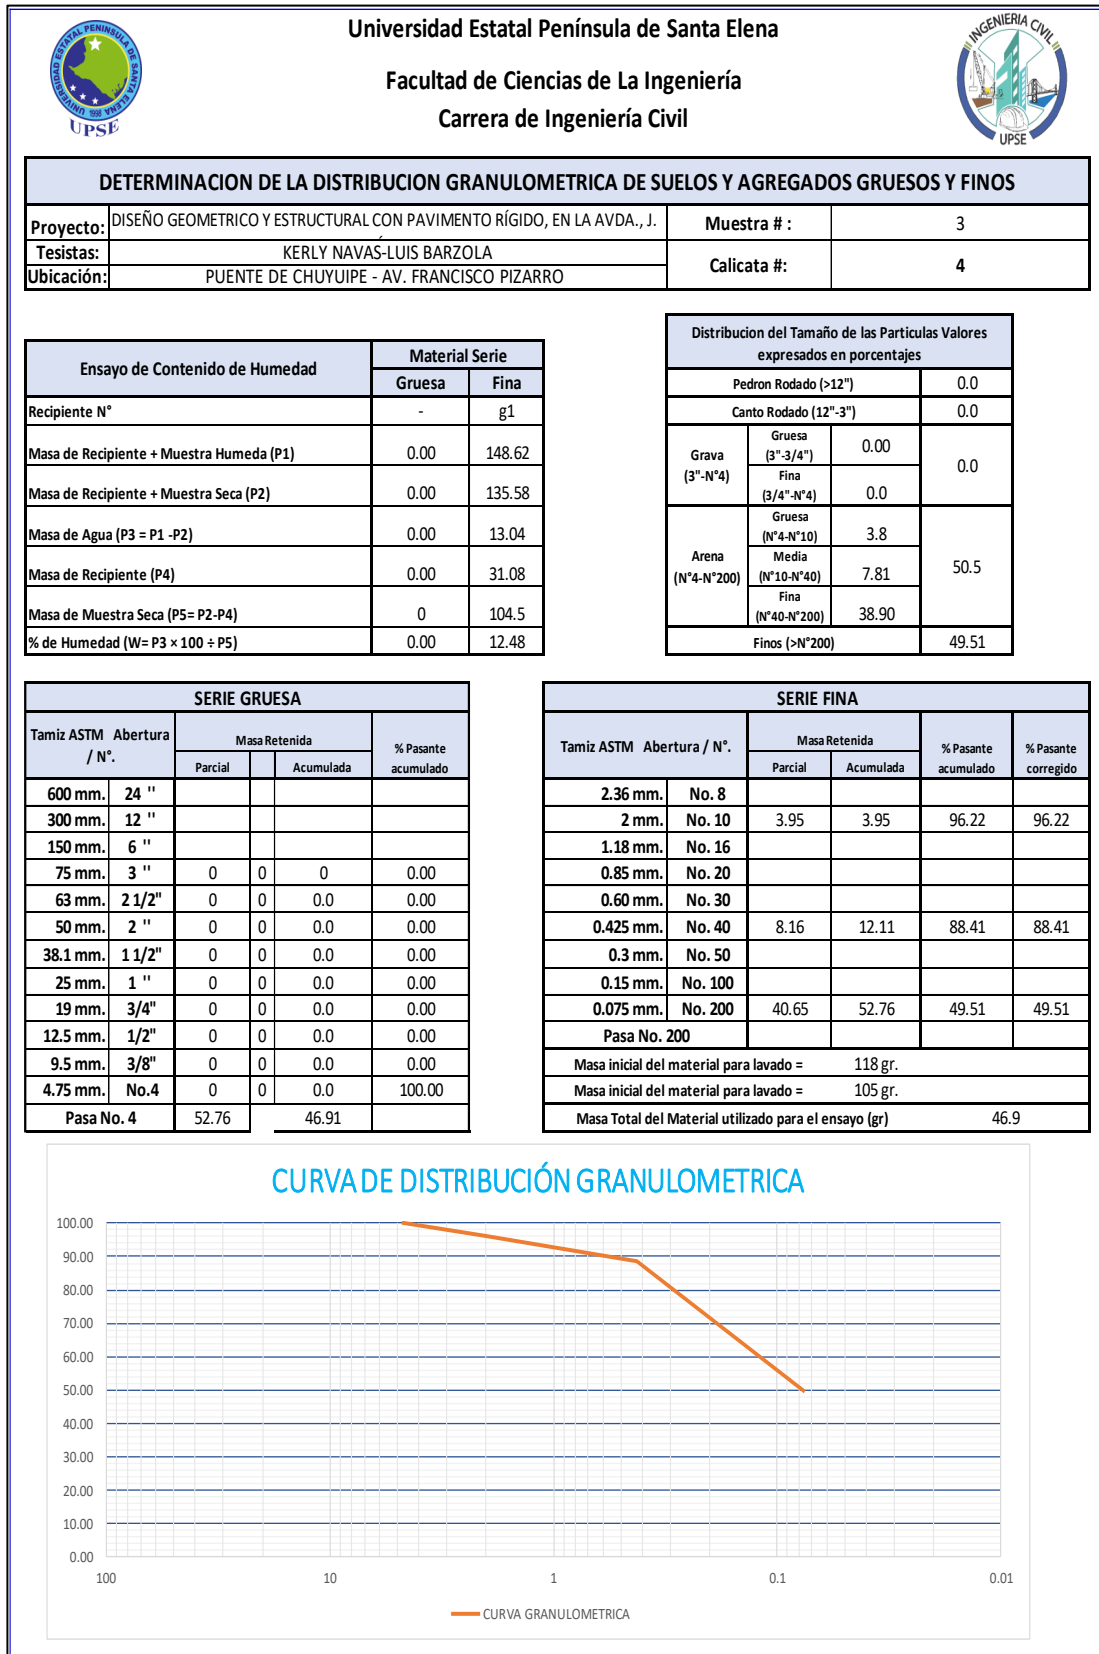 Universidad Estatal Península de Santa Elena
Facultad de Ciencias de La Ingeniería
Carrera de Ingeniería Civil
UNIVERSIDAD ESTATAL PENINSULA DE SANTA ELENA
1998
UPSE
INGENIERIA CIVIL
UPSE
DETERMINACION DE LA DISTRIBUCION GRANULOMETRICA DE SUELOS Y AGREGADOS GRUESOS Y FINOS
Proyecto: DISEÑO GEOMETRICO Y ESTRUCTURAL CON PAVIMENTO RÍGIDO, EN LA AVDA., J. Muestra # : 3
Tesistas: KERLY NAVAS-LUIS BARZOLA
Calicata #: 4
Ubicación: PUENTE DE CHUYUIPE - AV. FRANCISCO PIZARRO
Ensayo de Contenido de Humedad Material Serie
Gruesa Fina
Recipiente N° - g1
Masa de Recipiente + Muestra Humeda (P1) 0.00 148.62
Masa de Recipiente + Muestra Seca (P2) 0.00 135.58
Masa de Agua (P3 = P1 -P2) 0.00 13.04
Masa de Recipiente (P4) 0.00 31.08
Masa de Muestra Seca (P5= P2-P4) 0 104.5
% de Humedad (W= P3 × 100 ÷ P5) 0.00 12.48
Distribucion del Tamaño de las Particulas Valores
expresados en porcentajes
Pedron Rodado (>12") 0.0
Canto Rodado (12"-3") 0.0
Grava
(3"-N°4)
Gruesa
(3"-3/4") 0.00
Fina
(3/4"-N°4) 0.0
0.0
Arena
(N°4-N°200)
Gruesa
(N°4-N°10) 3.8
Media
(N°10-N°40) 7.81
Fina
(N°40-N°200) 38.90
50.5
Finos (>N°200) 49.51
SERIE GRUESA
Tamiz ASTM Abertura
/ N°.
Masa Retenida
Parcial Acumulada
% Pasante
acumulado
600 mm. 24 ''
300 mm. 12 ''
150 mm. 6 ''
75 mm. 3 '' 0 0 0 0.00
63 mm. 2 1/2" 0 0 0.0 0.00
50 mm. 2 '' 0 0 0.0 0.00
38.1 mm. 1 1/2" 0 0 0.0 0.00
25 mm. 1 '' 0 0 0.0 0.00
19 mm. 3/4" 0 0 0.0 0.00
12.5 mm. 1/2" 0 0 0.0 0.00
9.5 mm. 3/8" 0 0 0.0 0.00
4.75 mm. No.4 0 0 0.0 100.00
Pasa No. 4 52.76 46.91
SERIE FINA
Tamiz ASTM Abertura / N°.
Masa Retenida
Parcial Acumulada
% Pasante
acumulado
% Pasante
corregido
2.36 mm. No. 8
2 mm. No. 10 3.95 3.95 96.22 96.22
1.18 mm. No. 16
0.85 mm. No. 20
0.60 mm. No. 30
0.425 mm. No. 40 8.16 12.11 88.41 88.41
0.3 mm. No. 50
0.15 mm. No. 100
0.075 mm. No. 200 40.65 52.76 49.51 49.51
Pasa No. 200
Masa inicial del material para lavado = 118 gr.
Masa inicial del material para lavado = 105 gr.
Masa Total del Material utilizado para el ensayo (gr) 46.9
CURVA DE DISTRIBUCIÓN GRANULOMETRICA
100.00
90.00
80.00
70.00
60.00
50.00
40.00
30.00
20.00
10.00
0.00
100 10 1 0.1 0.01
CURVA GRANULOMETRICA